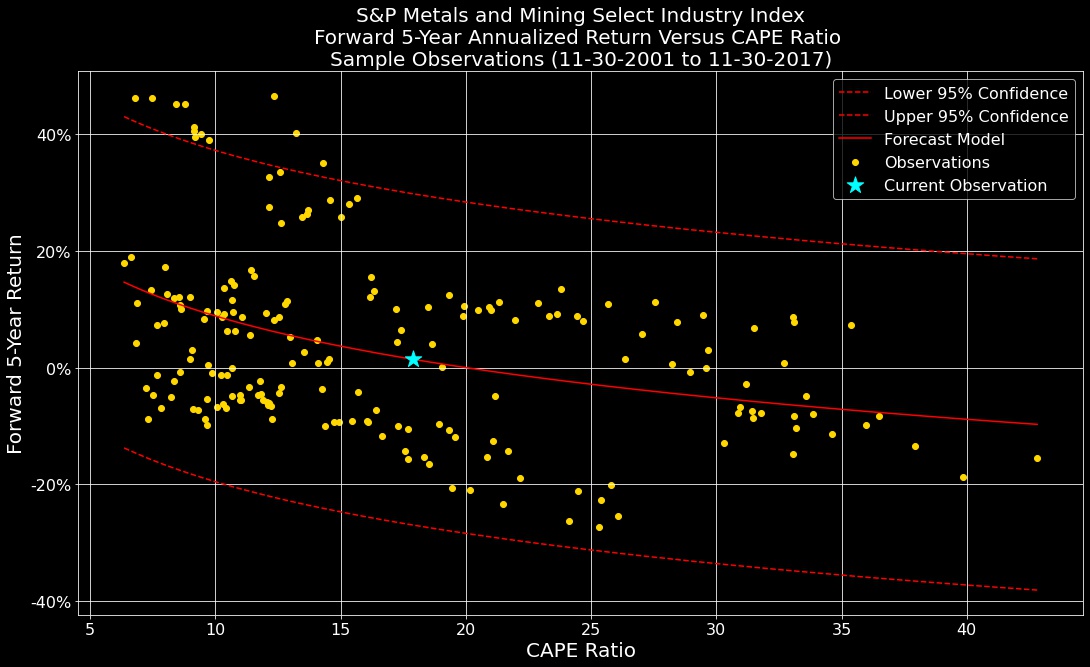 S&P Metals and Mining Select Industry Index
Forward 5-Year Annualized Return Versus CAPE Ratio
Sample Observations (11-30-2001 to 11-30-2017)
Lower 95% Confidence
Upper 95% Confidence
Forecast Model
Observations
Current Observation
Forward 5-Year Return
40%
20%
0%
-20%
-40%
5 10 15 20 25 30 35 40
CAPE Ratio